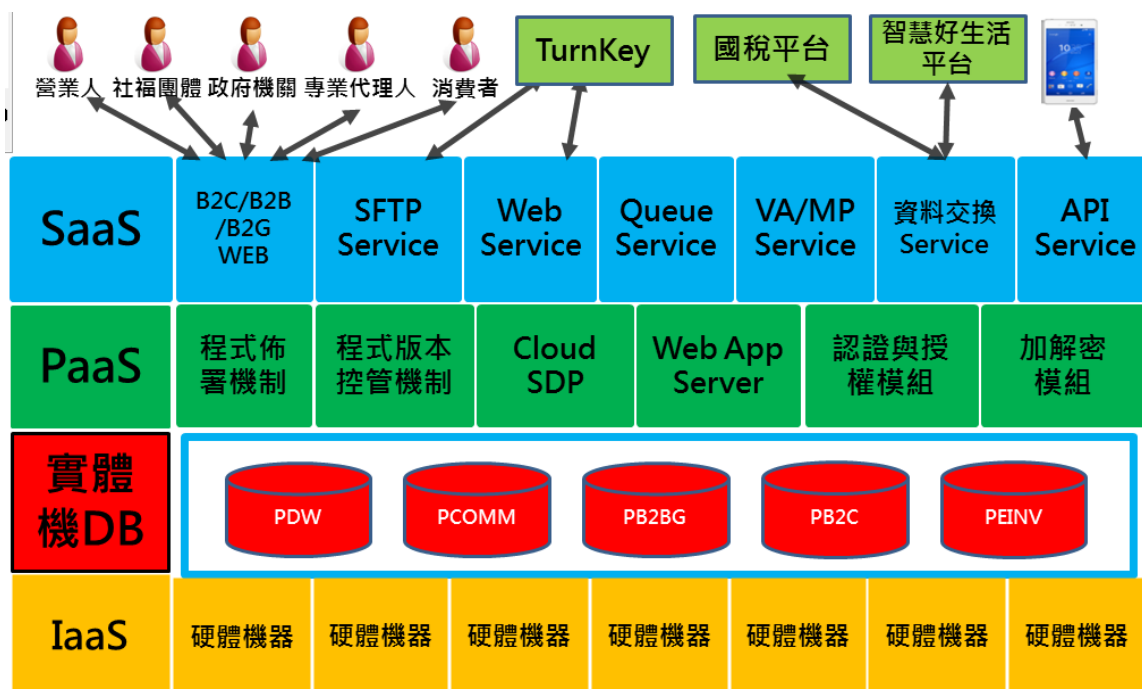 營業人 社福團體 政府機關 專業代理人 消費者
TurnKey
國稅平台
智慧好生活
平台
SaaS
B2C/B2B
/B2G
WEB
SFTP
Service
Web
Service
Queue
Service
VA/MP
Service
資料交換
Service
API
Service
PaaS
程式佈
署機制
程式版本
控管機制
Cloud
SDP
Web App
Server
認證與授
權模組
加解密
模組
實體
機DB
PDW
PCOMM
PB2BG
PB2C
PEINV
IaaS
硬體機器
硬體機器
硬體機器
硬體機器
硬體機器
硬體機器
硬體機器